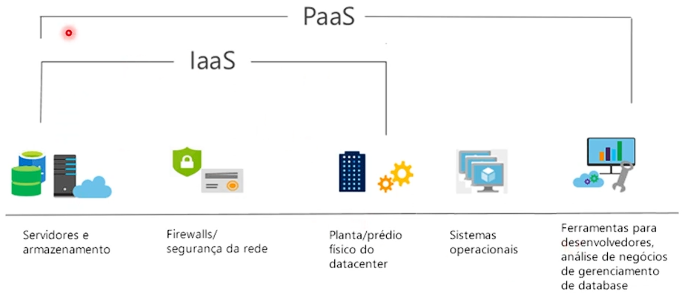 PaaS
IaaS
Servidores e
armazenamento
Firewalls/
segurança da rede
Planta/prédio
físico do
datacenter
Sistemas
operacionais
Ferramentas para
desenvolvedores,
análise de negócios
de gerenciamento
de database